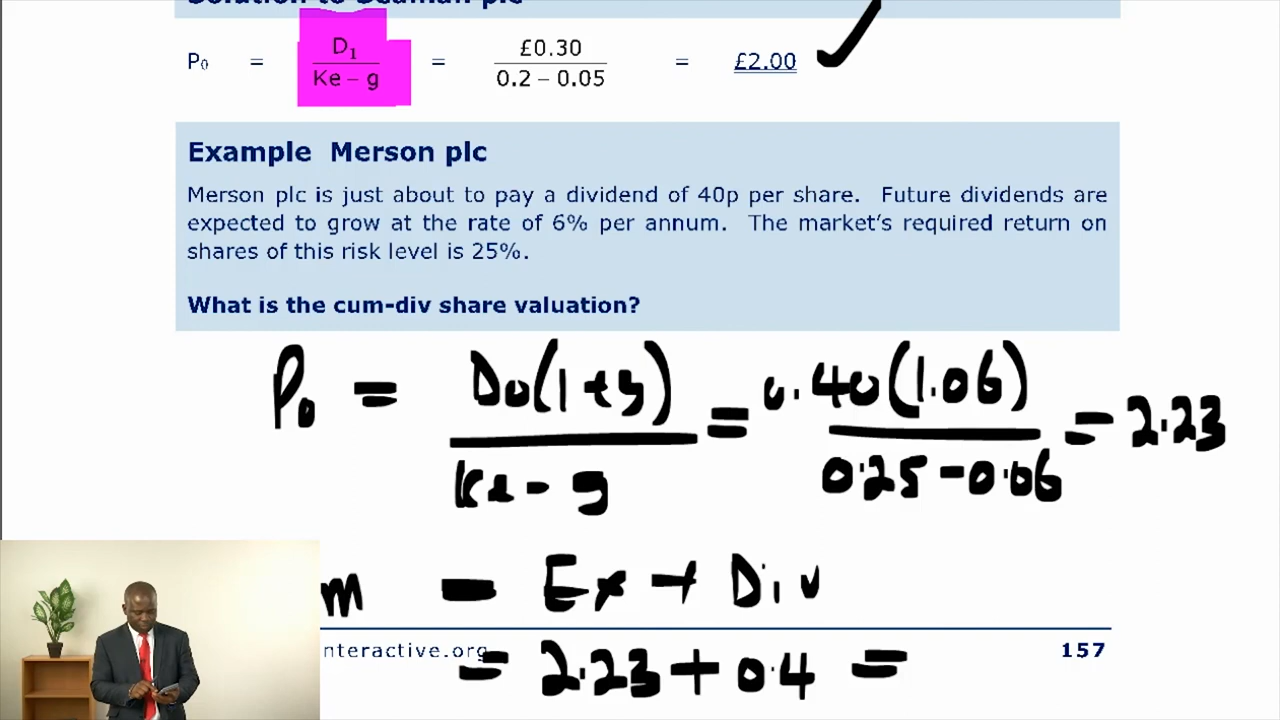 Solution to Seaman plc
P₀ = D₁ / Ke – g = £0.30 / 0.2 – 0.05 = £2.00 ✓
Example Merson plc
Merson plc is just about to pay a dividend of 40p per share. Future dividends are
expected to grow at the rate of 6% per annum. The market's required return on
shares of this risk level is 25%.
What is the cum-div share valuation?
P₀ = D₀(1+g) / Ke – g = 0.40(1.06) / 0.25 – 0.06 = 2.23
m = Ex + Div
nteractive.org
157
= 2.23 + 0.4 =